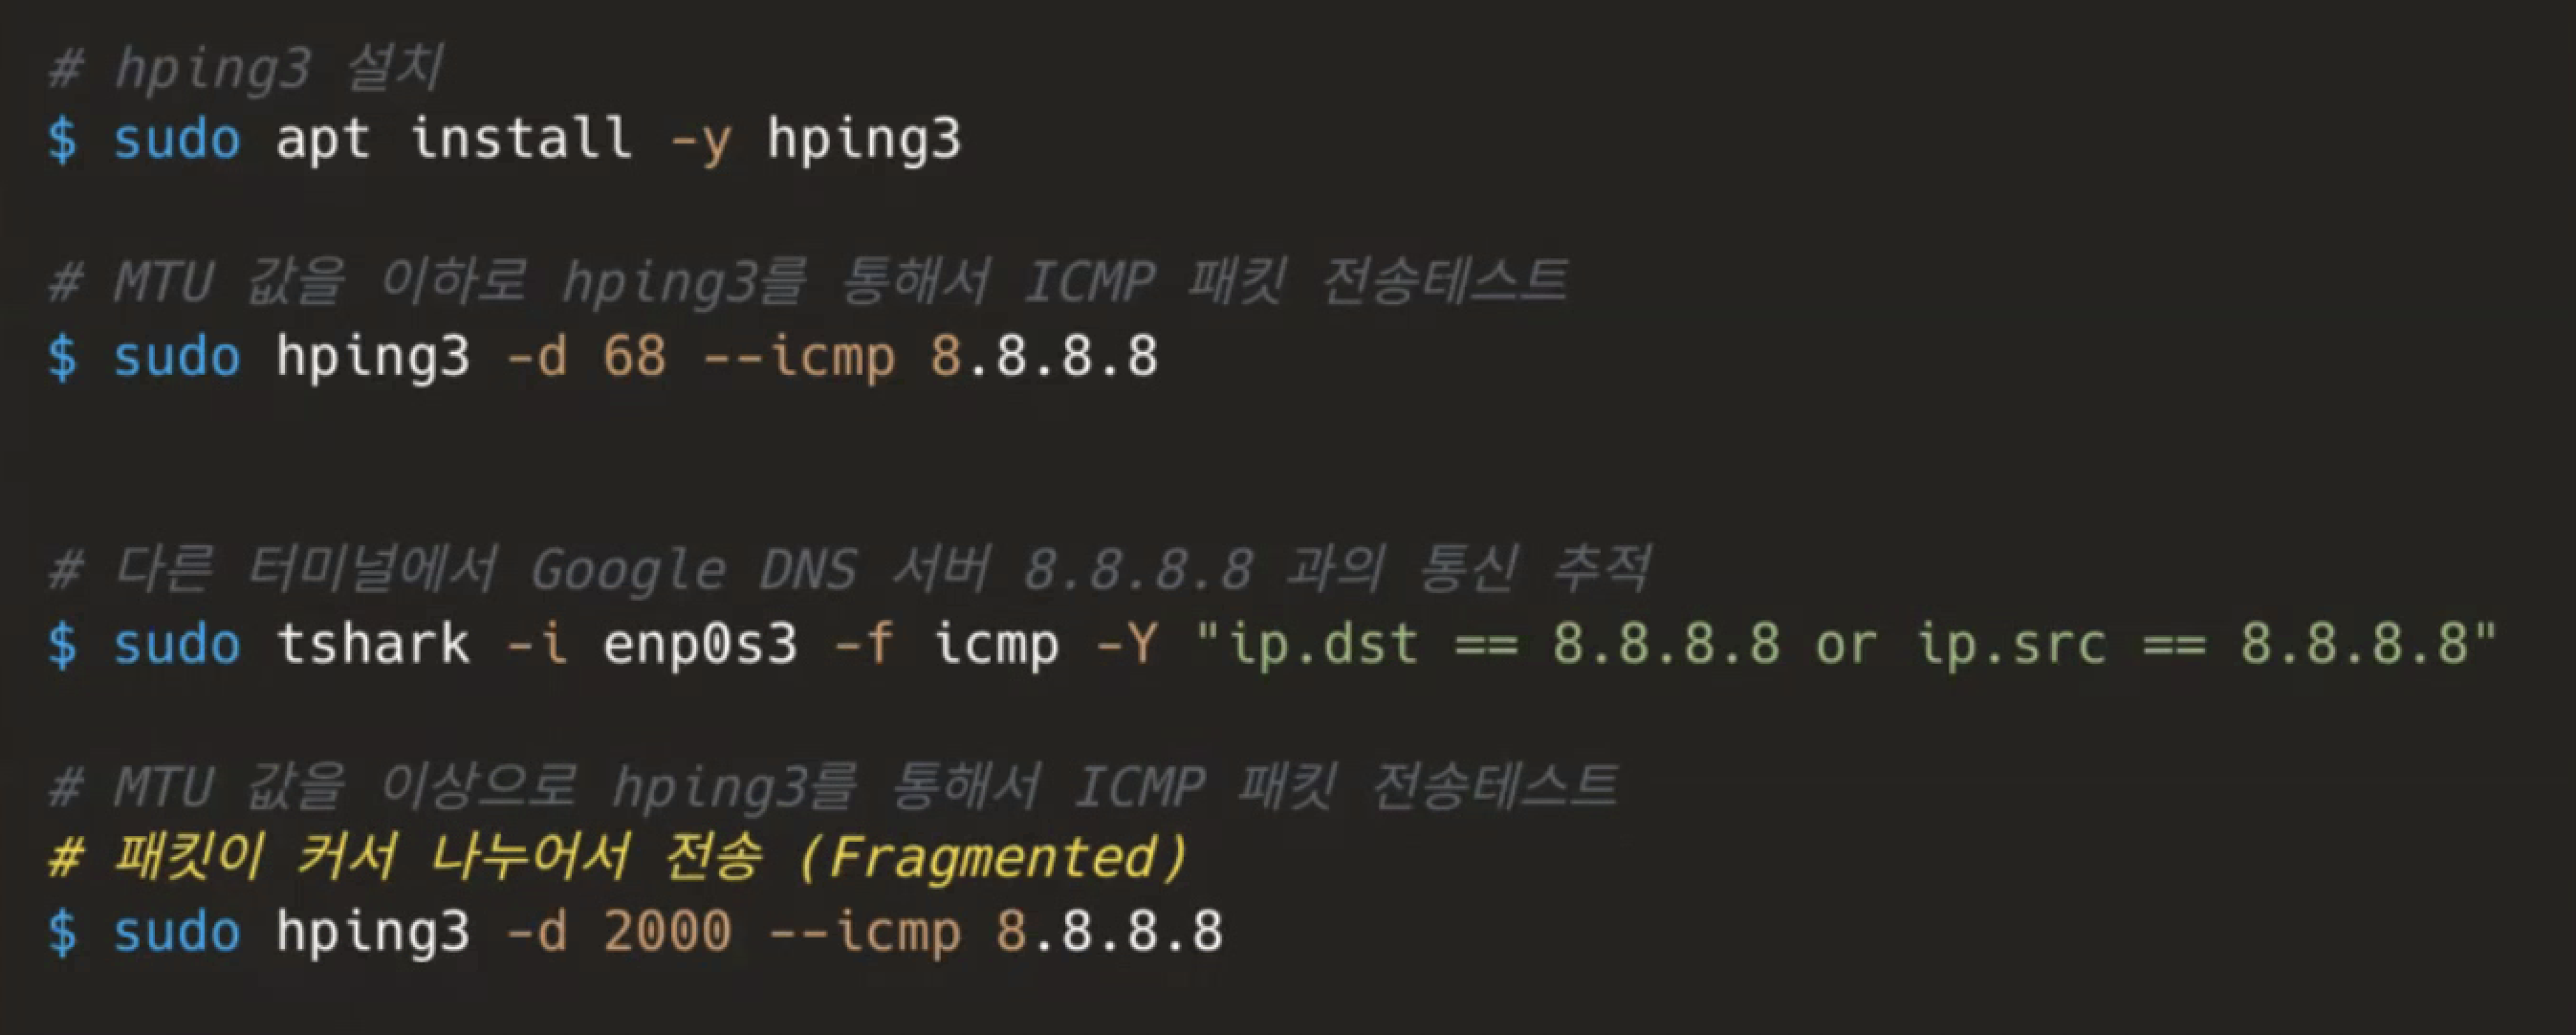 # hping3 설치
$ sudo apt install -y hping3
# MTU 값을 이하로 hping3를 통해서 ICMP 패킷 전송테스트
$ sudo hping3 -d 68 --icmp 8.8.8.8
# 다른 터미널에서 Google DNS 서버 8.8.8.8 과의 통신 추적
$ sudo tshark -i enp0s3 -f icmp -Y "ip.dst == 8.8.8.8 or ip.src == 8.8.8.8"
# MTU 값을 이상으로 hping3를 통해서 ICMP 패킷 전송테스트
# 패킷이 커서 나누어서 전송 (Fragmented)
$ sudo hping3 -d 2000 --icmp 8.8.8.8